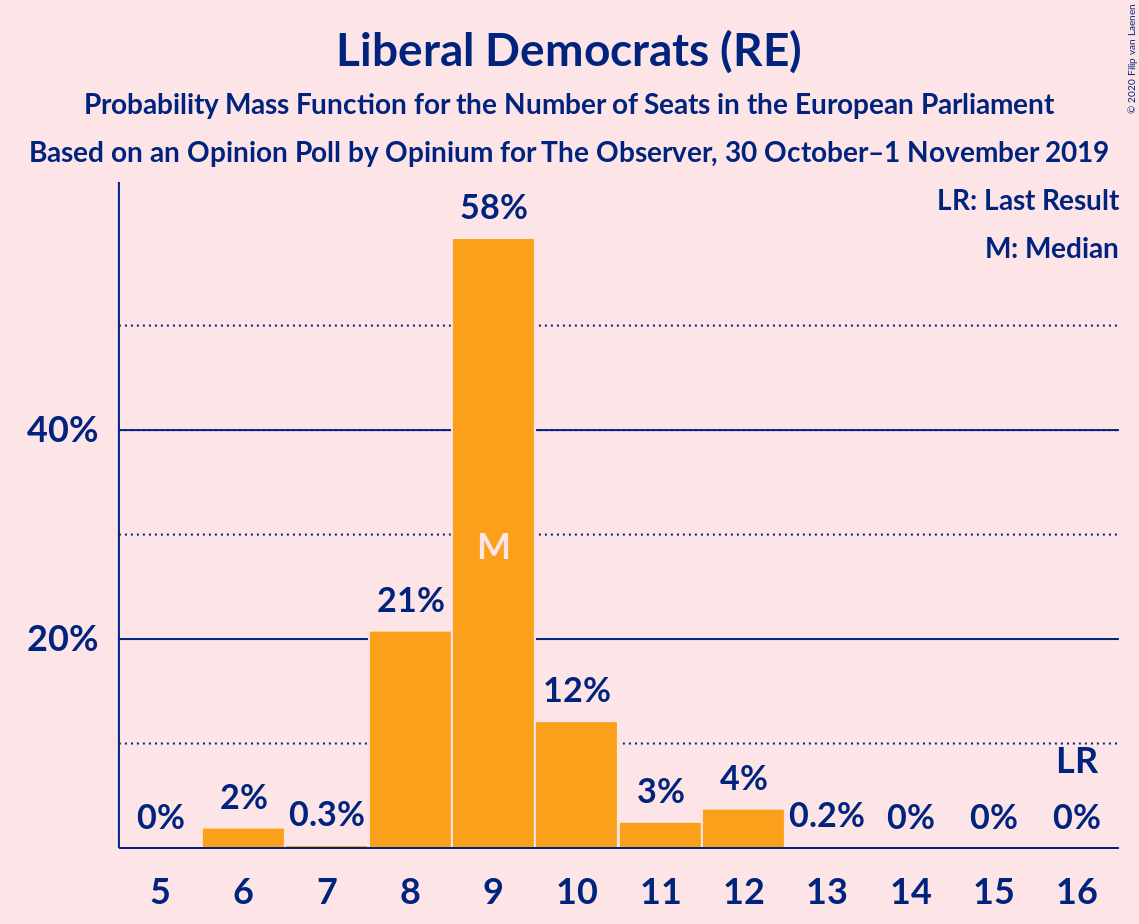 Liberal Democrats (RE)
Probability Mass Function for the Number of Seats in the European Parliament
Based on an Opinion Poll by Opinium for The Observer, 30 October–1 November 2019
© 2020 Filip van Laenen
LR: Last Result
M: Median
58%
40%
M
21%
20%
12%
LR
4%
3%
2%
0%
0.3%
0.2%
0%
0%
0%
5 6 7 8 9 10 11 12 13 14 15 16